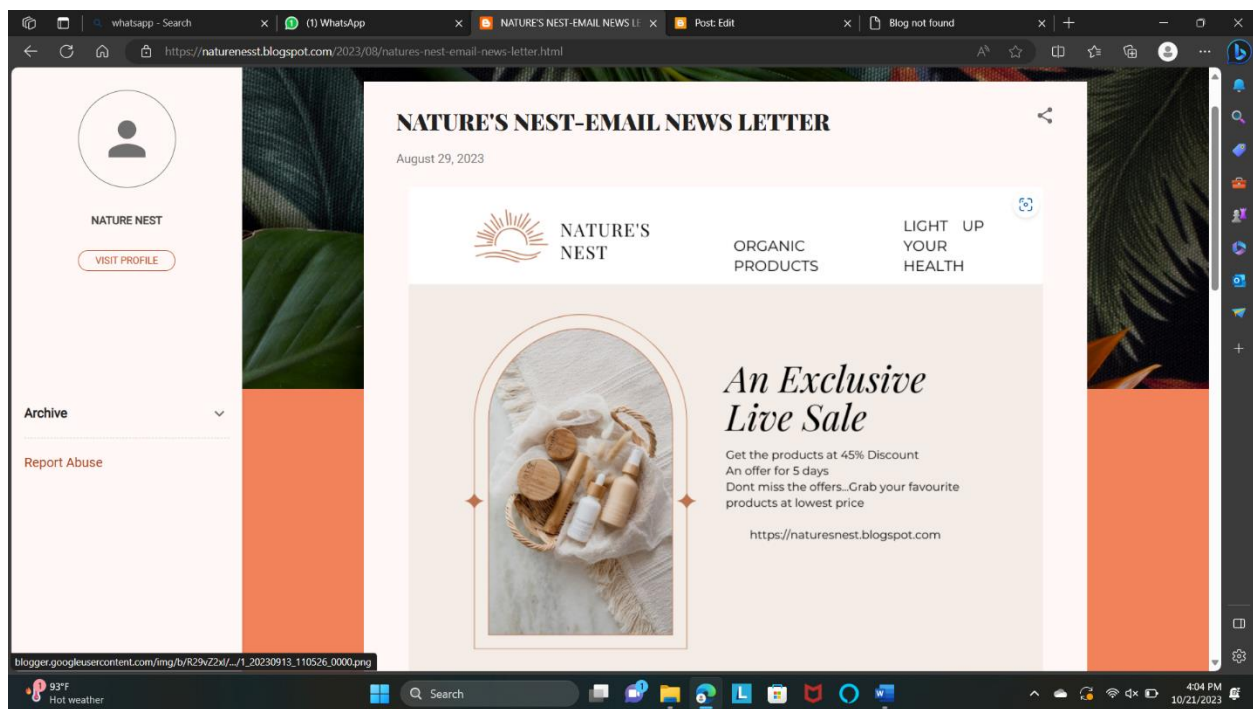 whatsapp - Search
(1) WhatsApp
NATURE'S NEST-EMAIL NEWS LE
Post: Edit
Blog not found
https://naturenesst.blogspot.com/2023/08/natures-nest-email-news-letter.html
NATURE NEST
VISIT PROFILE
Archive
Report Abuse
NATURE'S NEST-EMAIL NEWS LETTER
August 29, 2023
NATURE'S
NEST
ORGANIC
PRODUCTS
LIGHT UP
YOUR
HEALTH
An Exclusive
Live Sale
Get the products at 45% Discount
An offer for 5 days
Dont miss the offers...Grab your favourite
products at lowest price
https://naturesnest.blogspot.com
blogger.googleusercontent.com/img/b/R29vZ2xl/.../1_20230913_110526_0000.png
93°F
Hot weather
Search
4:04 PM
10/21/2023